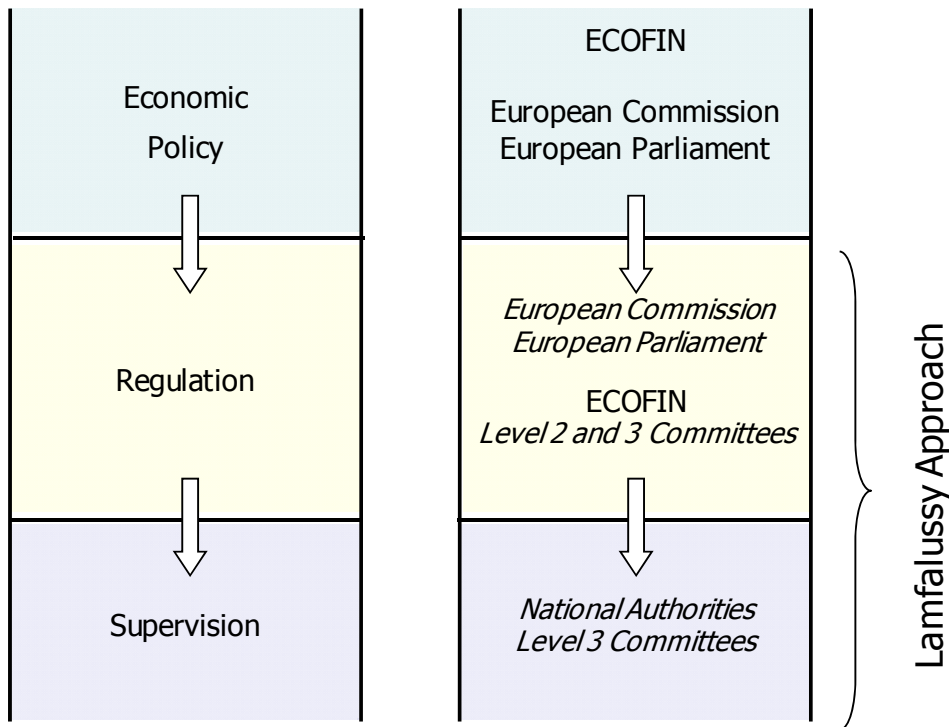 Economic
Policy
Regulation
Supervision
ECOFIN
European Commission
European Parliament
European Commission
European Parliament
ECOFIN
Level 2 and 3 Committees
National Authorities
Level 3 Committees
Lamfalussy Approach